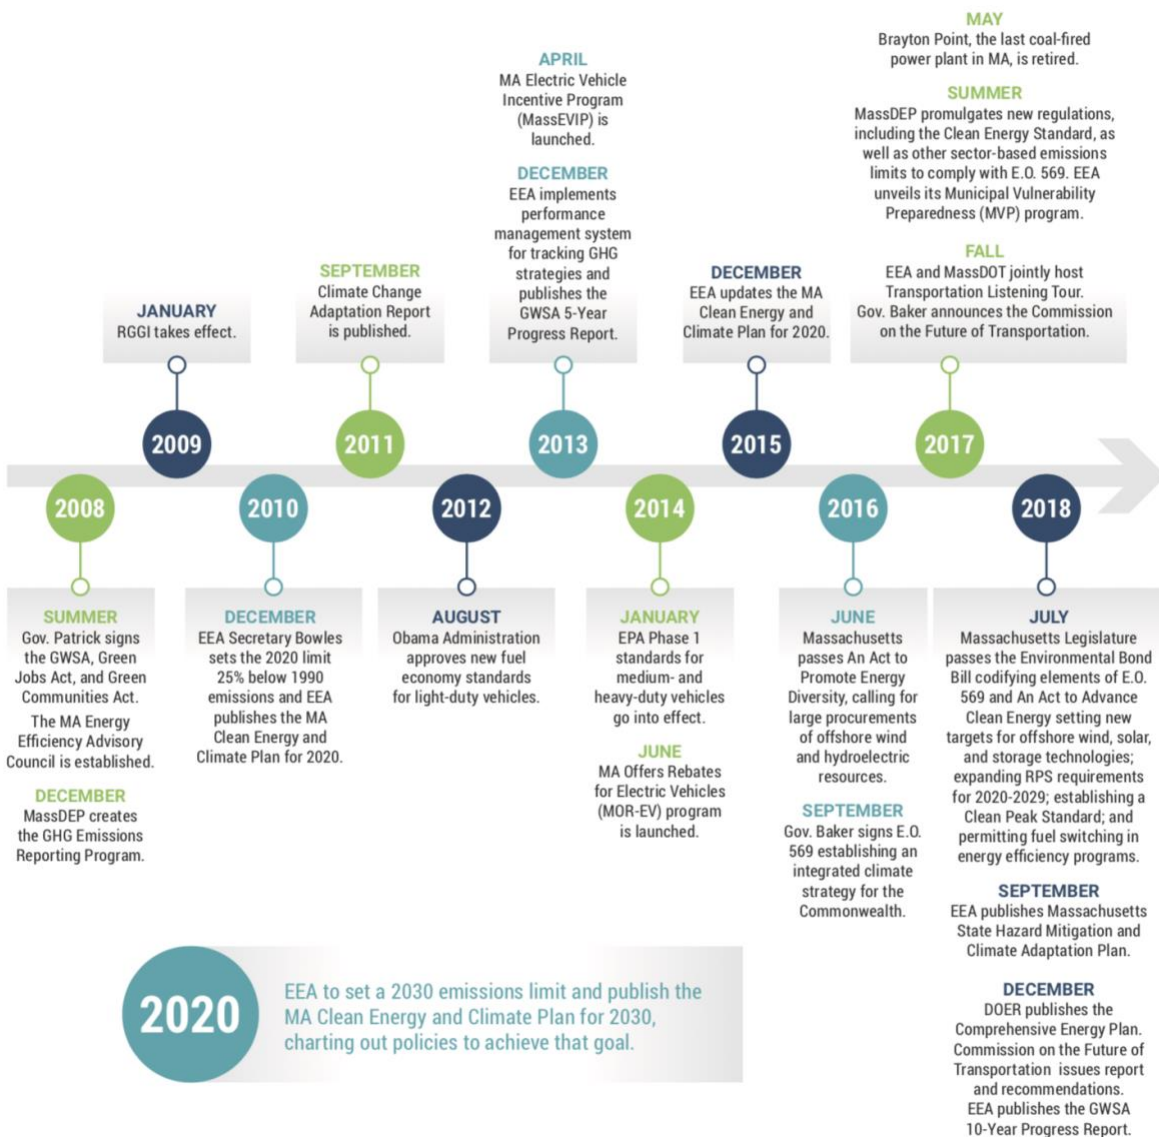 MAY
Brayton Point, the last coal-fired
power plant in MA, is retired.
SUMMER
MassDEP promulgates new regulations,
including the Clean Energy Standard, as
well as other sector-based emissions
limits to comply with E.O. 569. EEA
unveils its Municipal Vulnerability
Preparedness (MVP) program.
FALL
EEA and MassDOT jointly host
Transportation Listening Tour.
Gov. Baker announces the Commission
on the Future of Transportation.
APRIL
MA Electric Vehicle
Incentive Program
(MassEVIP) is
launched.
DECEMBER
EEA implements
performance
management system
for tracking GHG
strategies and
publishes the
GWSA 5-Year
Progress Report.
SEPTEMBER
Climate Change
Adaptation Report
is published.
DECEMBER
EEA updates the MA
Clean Energy and
Climate Plan for 2020.
JANUARY
RGGI takes effect.
2009
2011
2013
2015
2017
2008
2010
2012
2014
2016
2018
SUMMER
Gov. Patrick signs
the GWSA, Green
Jobs Act, and Green
Communities Act.
The MA Energy
Efficiency Advisory
Council is established.
DECEMBER
MassDEP creates
the GHG Emissions
Reporting Program.
DECEMBER
EEA Secretary Bowles
sets the 2020 limit
25% below 1990
emissions and EEA
publishes the MA
Clean Energy and
Climate Plan for 2020.
AUGUST
Obama Administration
approves new fuel
economy standards
for light-duty vehicles.
JANUARY
EPA Phase 1
standards for
medium- and
heavy-duty vehicles
go into effect.
JUNE
MA Offers Rebates
for Electric Vehicles
(MOR-EV) program
is launched.
JUNE
Massachusetts
passes An Act to
Promote Energy
Diversity, calling for
large procurements
of offshore wind
and hydroelectric
resources.
SEPTEMBER
Gov. Baker signs E.O.
569 establishing an
integrated climate
strategy for the
Commonwealth.
JULY
Massachusetts Legislature
passes the Environmental Bond
Bill codifying elements of E.O.
569 and An Act to Advance
Clean Energy setting new
targets for offshore wind, solar,
and storage technologies;
expanding RPS requirements
for 2020-2029; establishing a
Clean Peak Standard; and
permitting fuel switching in
energy efficiency programs.
SEPTEMBER
EEA publishes Massachusetts
State Hazard Mitigation and
Climate Adaptation Plan.
DECEMBER
DOER publishes the
Comprehensive Energy Plan.
Commission on the Future of
Transportation issues report
and recommendations.
EEA publishes the GWSA
10-Year Progress Report.
2020
EEA to set a 2030 emissions limit and publish the
MA Clean Energy and Climate Plan for 2030,
charting out policies to achieve that goal.